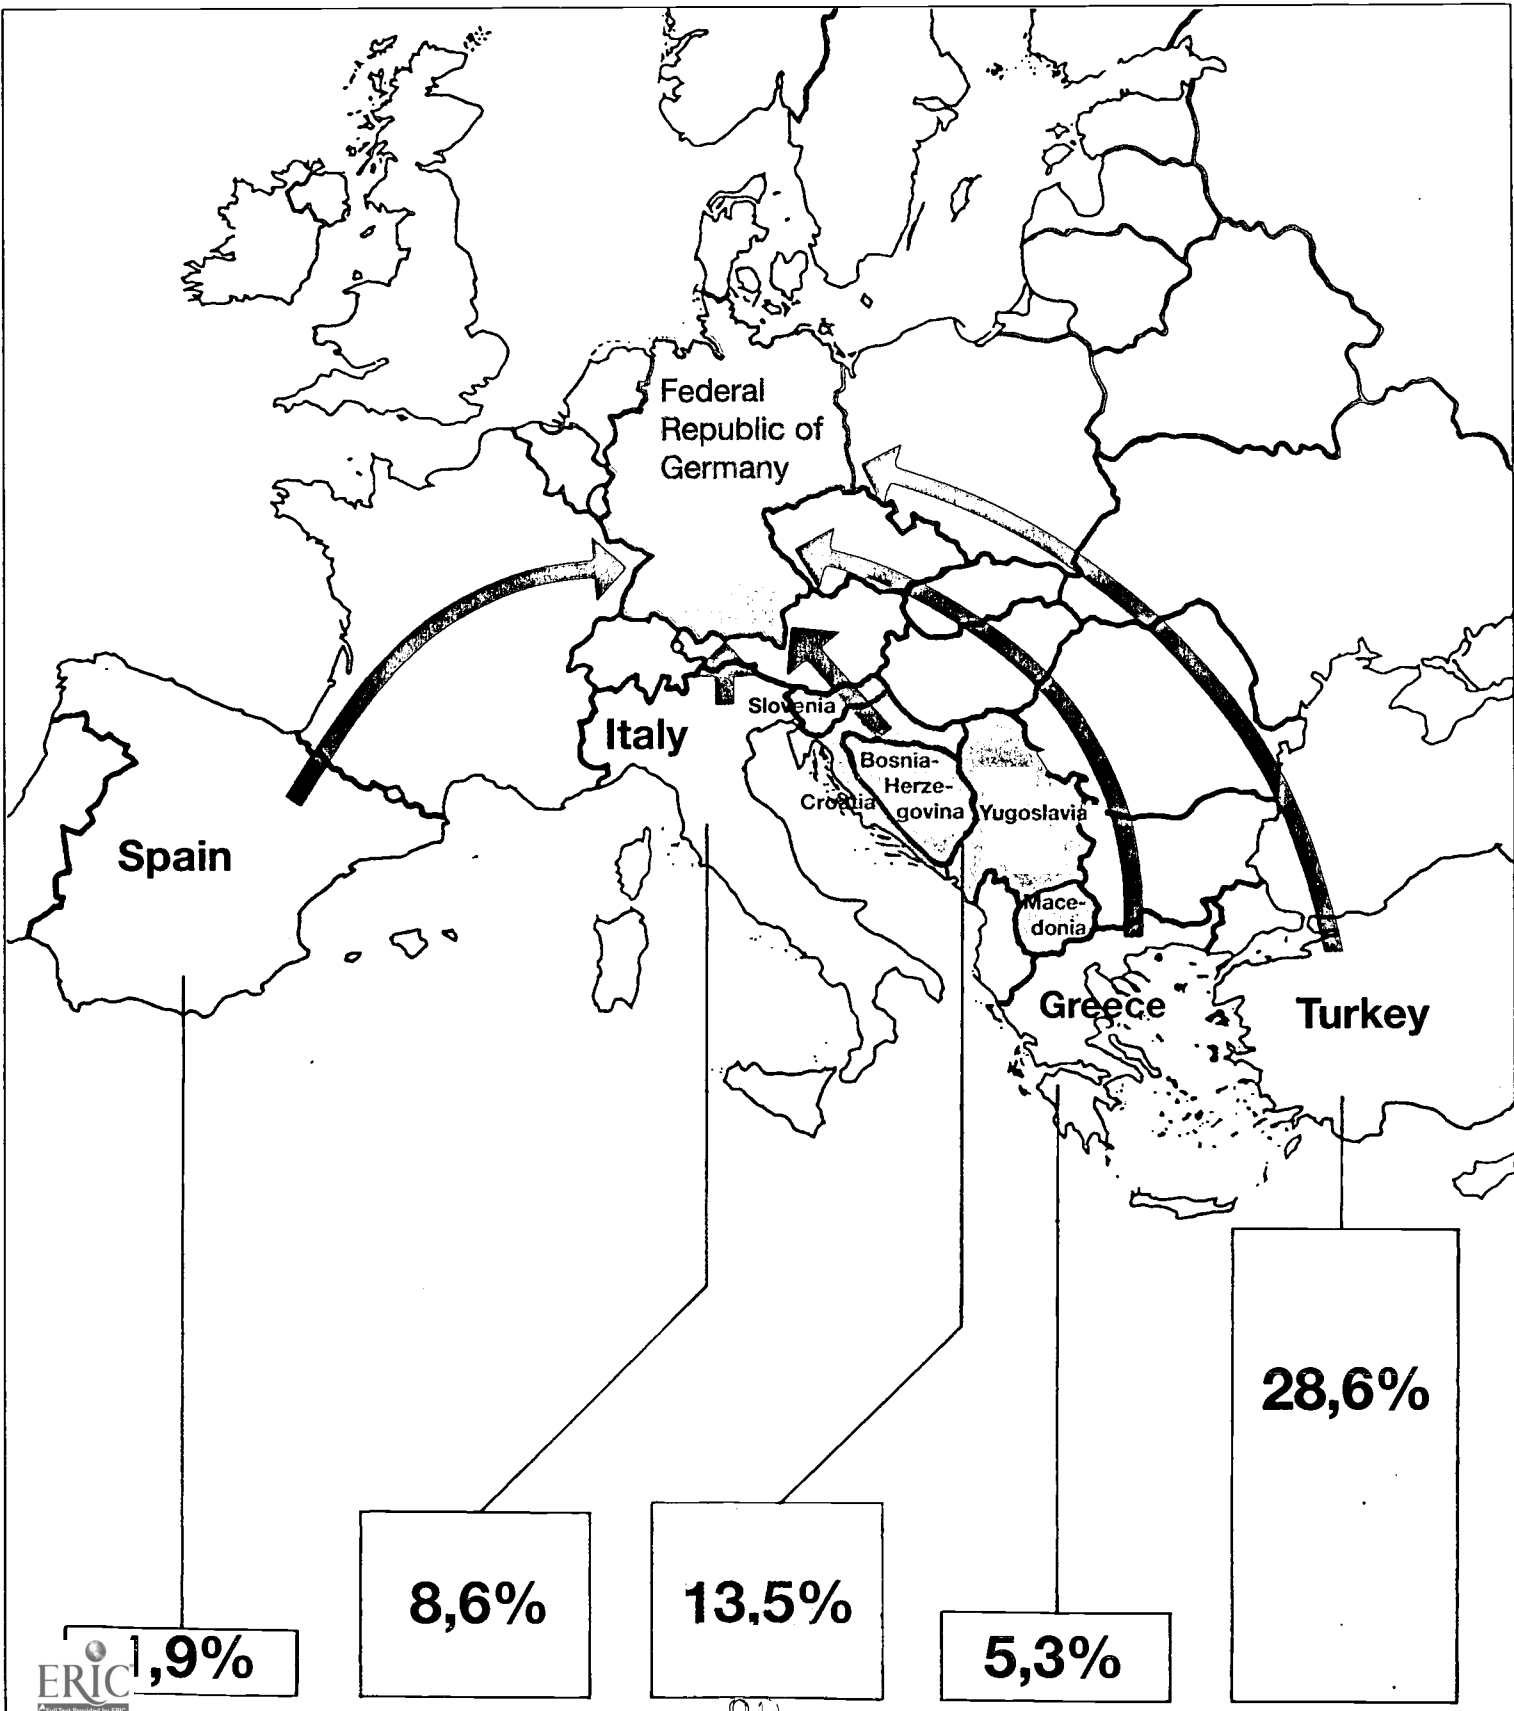 Federal
Republic of
Germany
Slovenia
Italy
Bosnia-
Herze-
govina
Croatia
Yugoslavia
Spain
Mace-
donia
Greece
Turkey
28,6%
8,6%
13,5%
5,3%
1,9%
ERIC